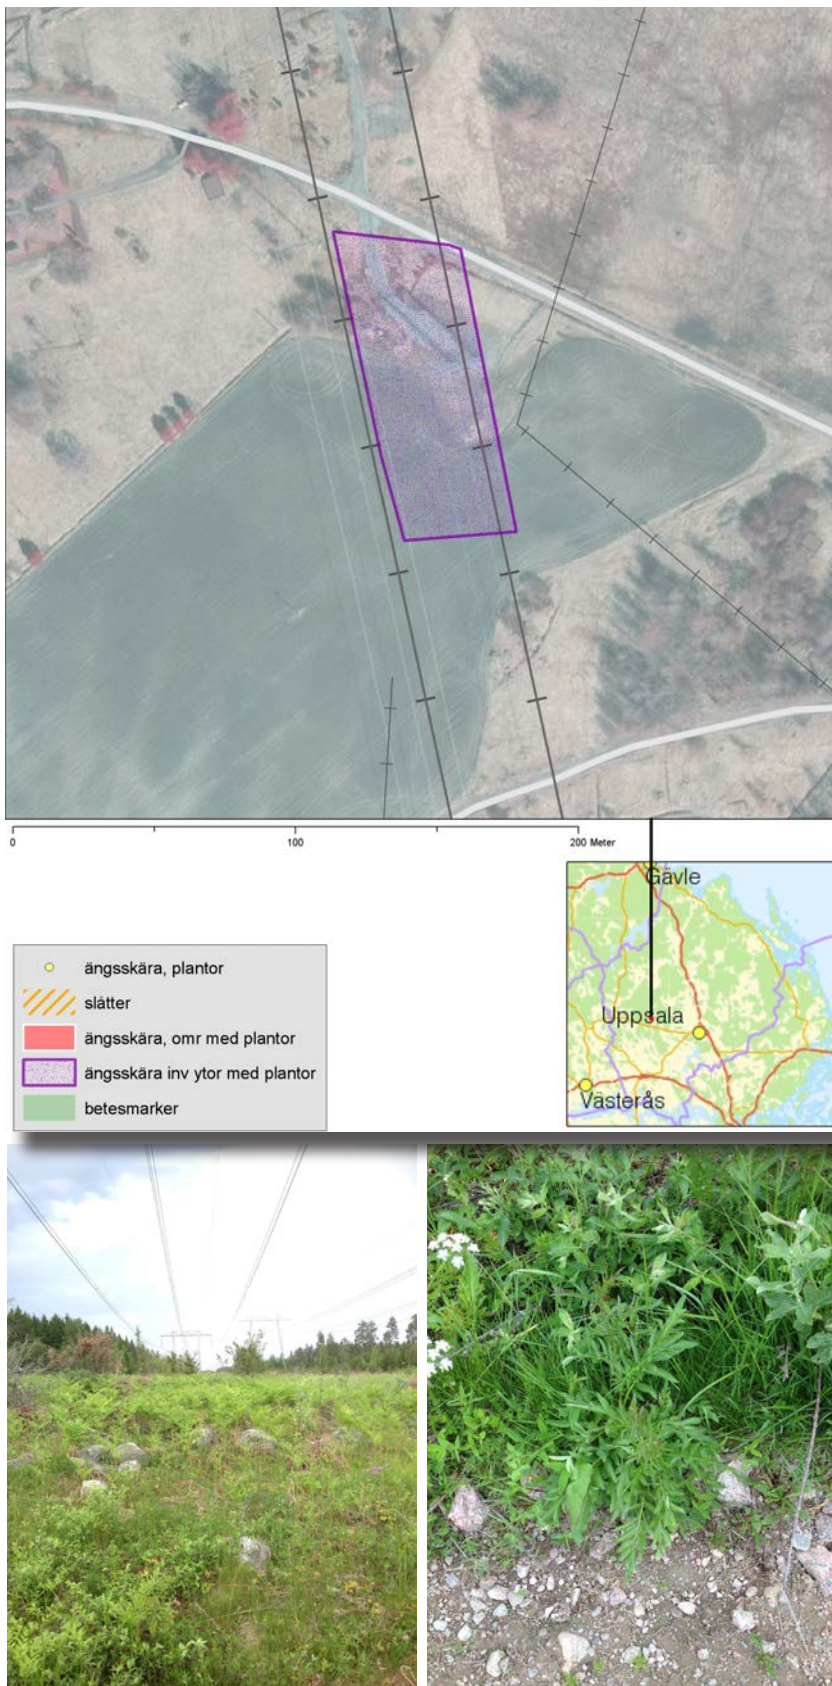 0 100 200 Meter
Gävle
Uppsala
Västerås
ängsskära, plantor
slåtter
ängsskära, omr med plantor
ängsskära inv ytor med plantor
betesmarker